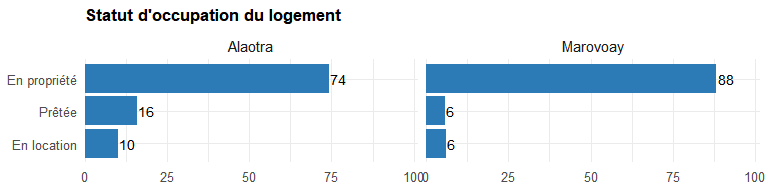 Statut d'occupation du logement
Alaotra Marovoay
En propriété 74 88
Prêtée 16 6
En location 10 6
0 25 50 75 100 0 25 50 75 100